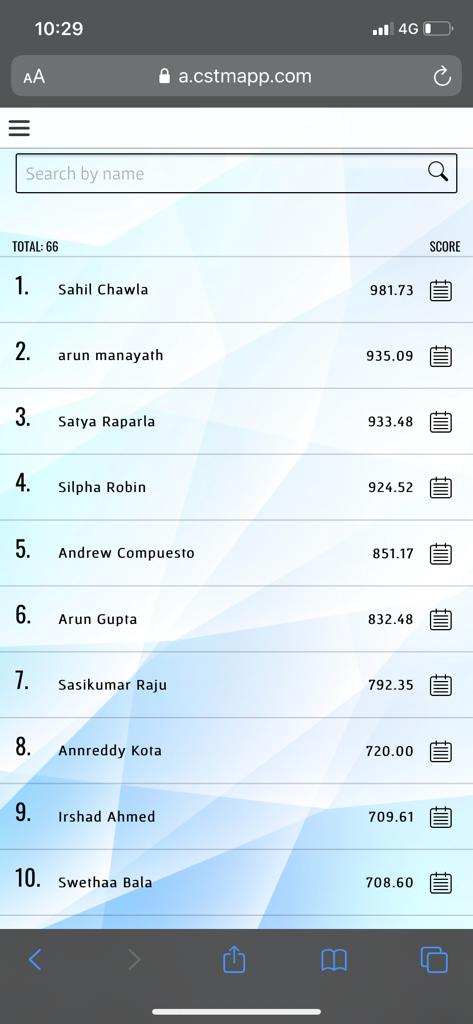 10:29
4G
AA
a.cstmapp.com
Search by name
TOTAL: 66 SCORE
1. Sahil Chawla 981.73
2. arun manayath 935.09
3. Satya Raparla 933.48
4. Silpha Robin 924.52
5. Andrew Compuesto 851.17
6. Arun Gupta 832.48
7. Sasikumar Raju 792.35
8. Annreddy Kota 720.00
9. Irshad Ahmed 709.61
10. Swethaa Bala 708.60